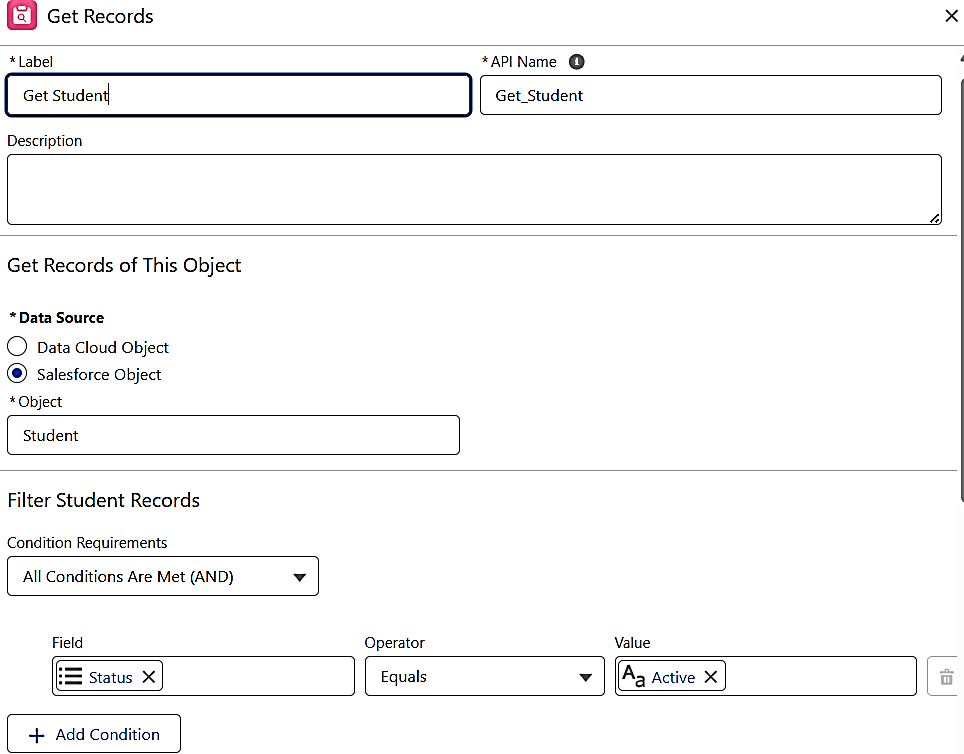 Get Records
*Label
*API Name
Get Student
Get_Student
Description
Get Records of This Object
*Data Source
Data Cloud Object
Salesforce Object
*Object
Student
Filter Student Records
Condition Requirements
All Conditions Are Met (AND)
Field
Operator
Value
Status
Equals
Aa Active
+ Add Condition